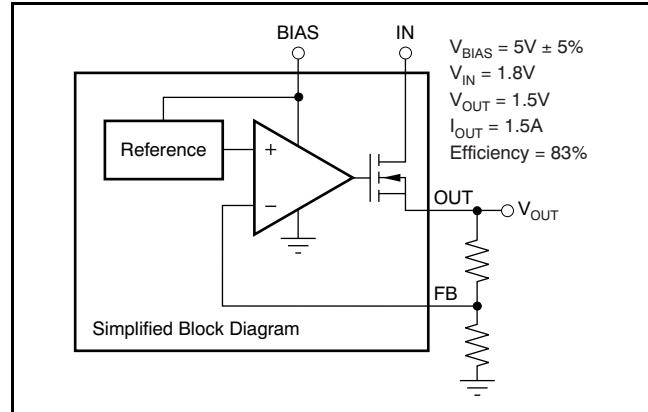 BIAS
IN
V_BIAS = 5V ± 5%
V_IN = 1.8V
V_OUT = 1.5V
I_OUT = 1.5A
Efficiency = 83%
Reference
+
−
OUT
V_OUT
FB
Simplified Block Diagram